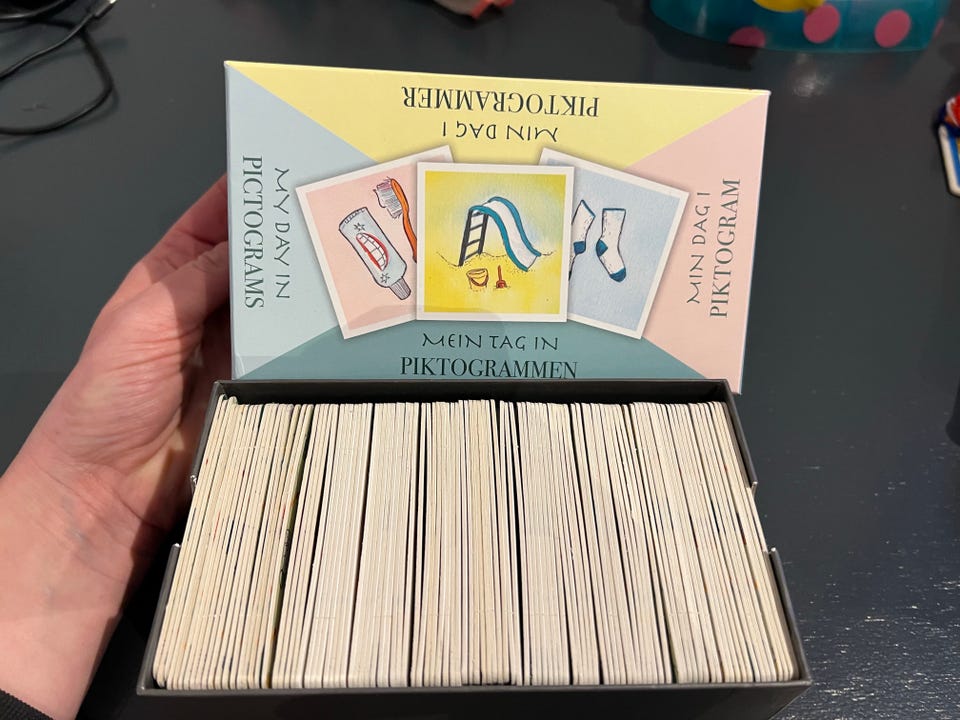 MIN DAG I
PIKTOGRAMMER
MY DAY IN
PICTOGRAMS
MIN DAG I
PIKTOGRAM
MEIN TAG IN
PIKTOGRAMMEN